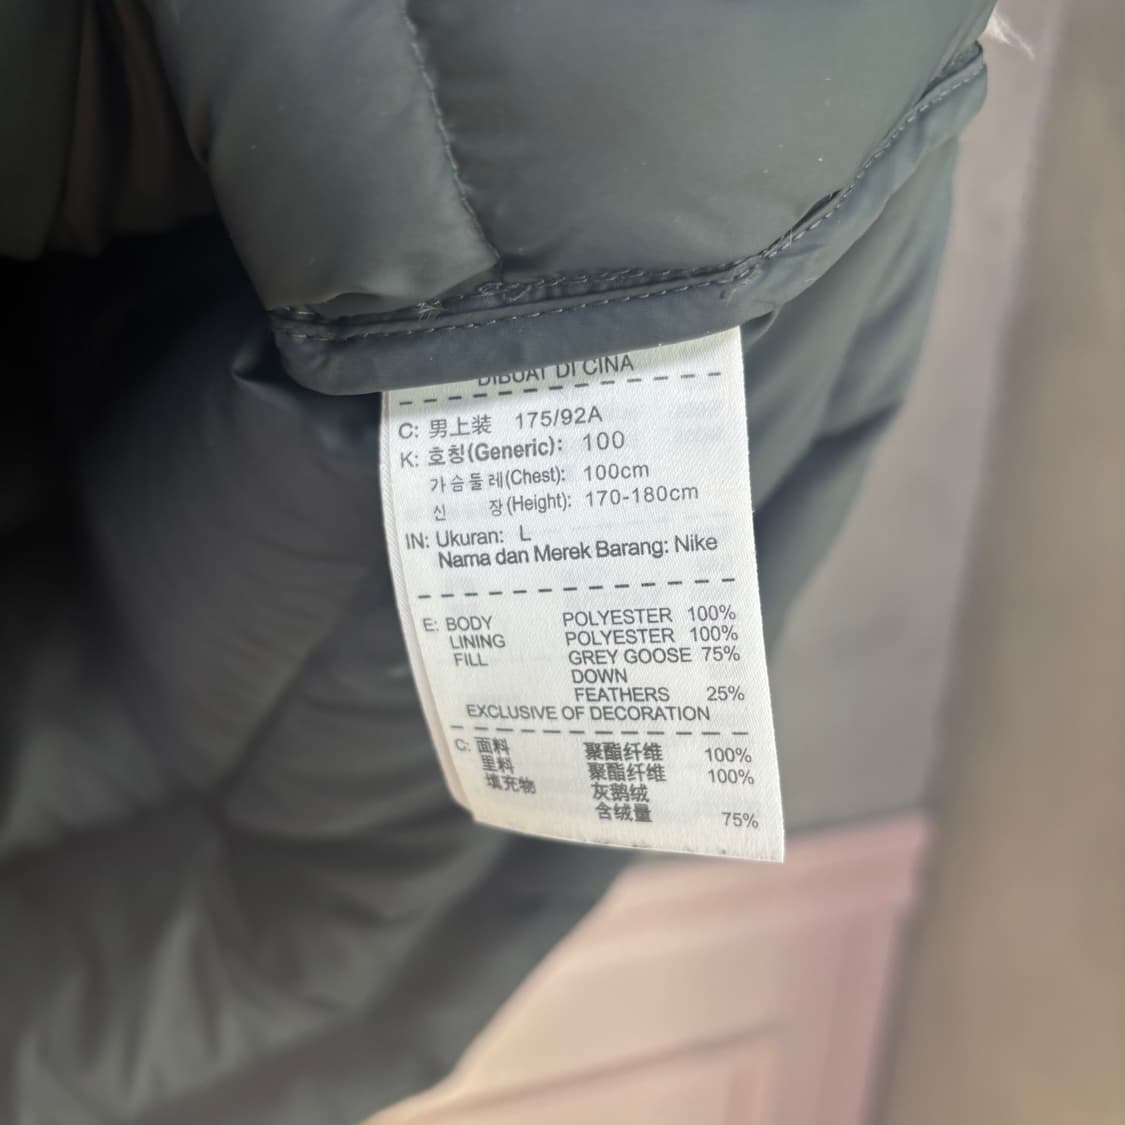 DIBUAT DI CINA
C: 男上装 175/92A
K: 호칭(Generic): 100
가슴둘레(Chest): 100cm
신 장(Height): 170-180cm
IN: Ukuran: L
Nama dan Merek Barang: Nike
E: BODY POLYESTER 100%
LINING POLYESTER 100%
FILL GREY GOOSE 75%
DOWN
FEATHERS 25%
EXCLUSIVE OF DECORATION
C: 面料 聚酯纤维 100%
里料 聚酯纤维 100%
填充物 灰鹅绒
含绒量 75%